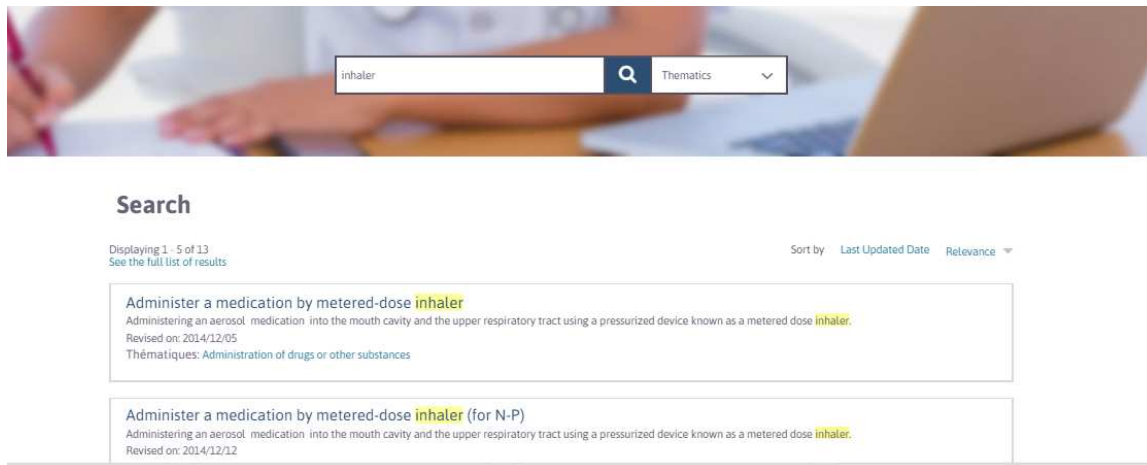 inhaler
Thematics
Search
Displaying 1 - 5 of 13
See the full list of results
Sort by Last Updated Date Relevance
Administer a medication by metered-dose inhaler
Administering an aerosol medication into the mouth cavity and the upper respiratory tract using a pressurized device known as a metered dose inhaler.
Revised on: 2014/12/05
Thématiques: Administration of drugs or other substances
Administer a medication by metered-dose inhaler (for N-P)
Administering an aerosol medication into the mouth cavity and the upper respiratory tract using a pressurized device known as a metered dose inhaler.
Revised on: 2014/12/12